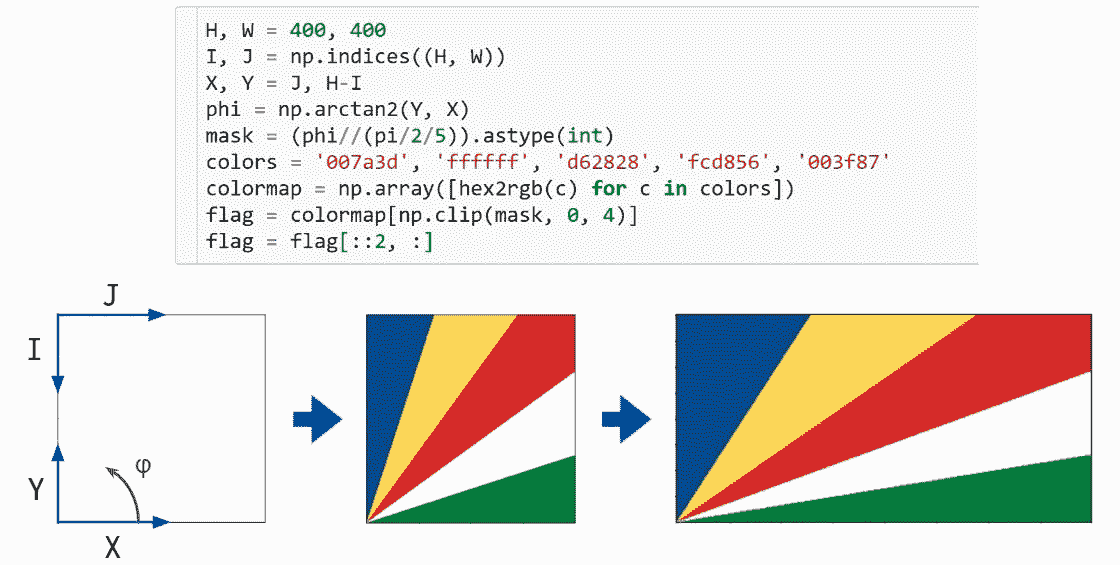 H, W = 400, 400
I, J = np.indices((H, W))
X, Y = J, H-I
phi = np.arctan2(Y, X)
mask = (phi//(pi/2/5)).astype(int)
colors = '007a3d', 'ffffff', 'd62828', 'fcd856', '003f87'
colormap = np.array([hex2rgb(c) for c in colors])
flag = colormap[np.clip(mask, 0, 4)]
flag = flag[::2, :]
J
I
φ
Y
X